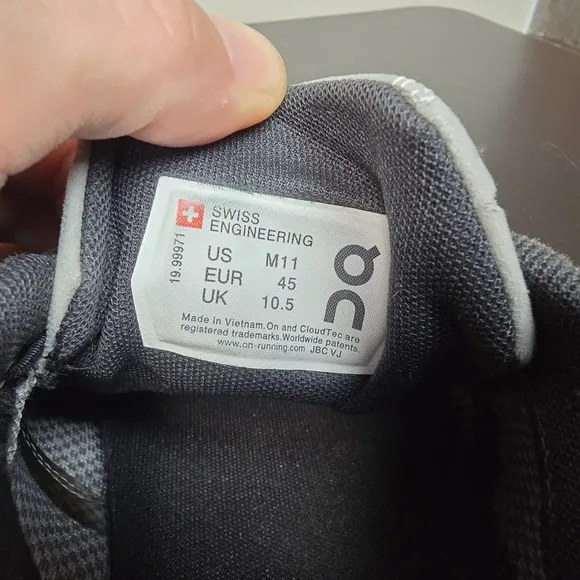 SWISS
ENGINEERING
19.99971
US M11
EUR 45
UK 10.5
Made in Vietnam.On and CloudTec are
registered trademarks.Worldwide patents.
www.on-running.com JBC VJ